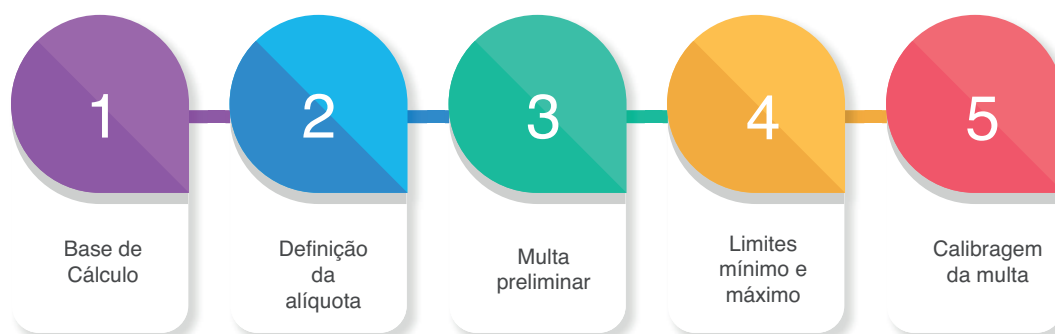 1
Base de
Cálculo
2
Definição
da
alíquota
3
Multa
preliminar
4
Limites
mínimo e
máximo
5
Calibragem
da multa